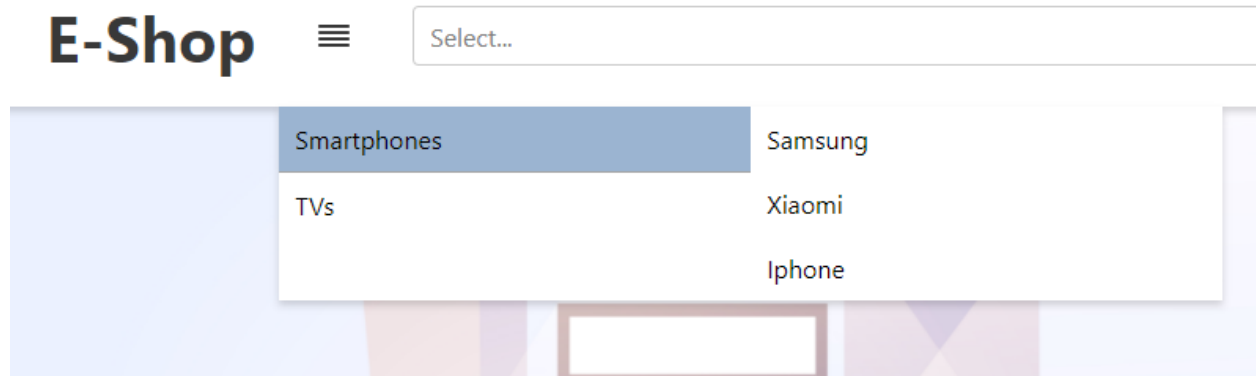 E-Shop
Select...
Smartphones
Samsung
TVs
Xiaomi
Iphone